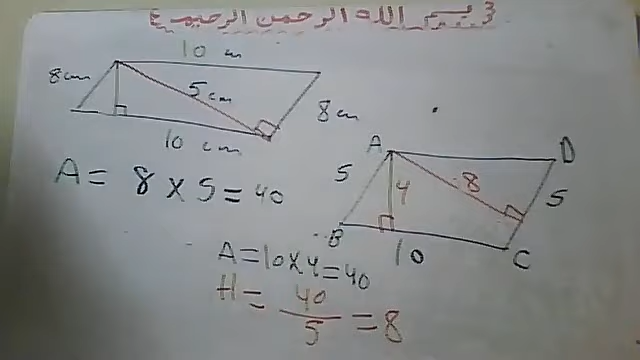 بسم الله الرحمن الرحيم
10 m
8cm
5cm
8cm
10 cm
A = 8 × 5 = 40
A
D
5
4
8
5
B
10
C
A = 10 × 4 = 40
H = 40
5 = 8